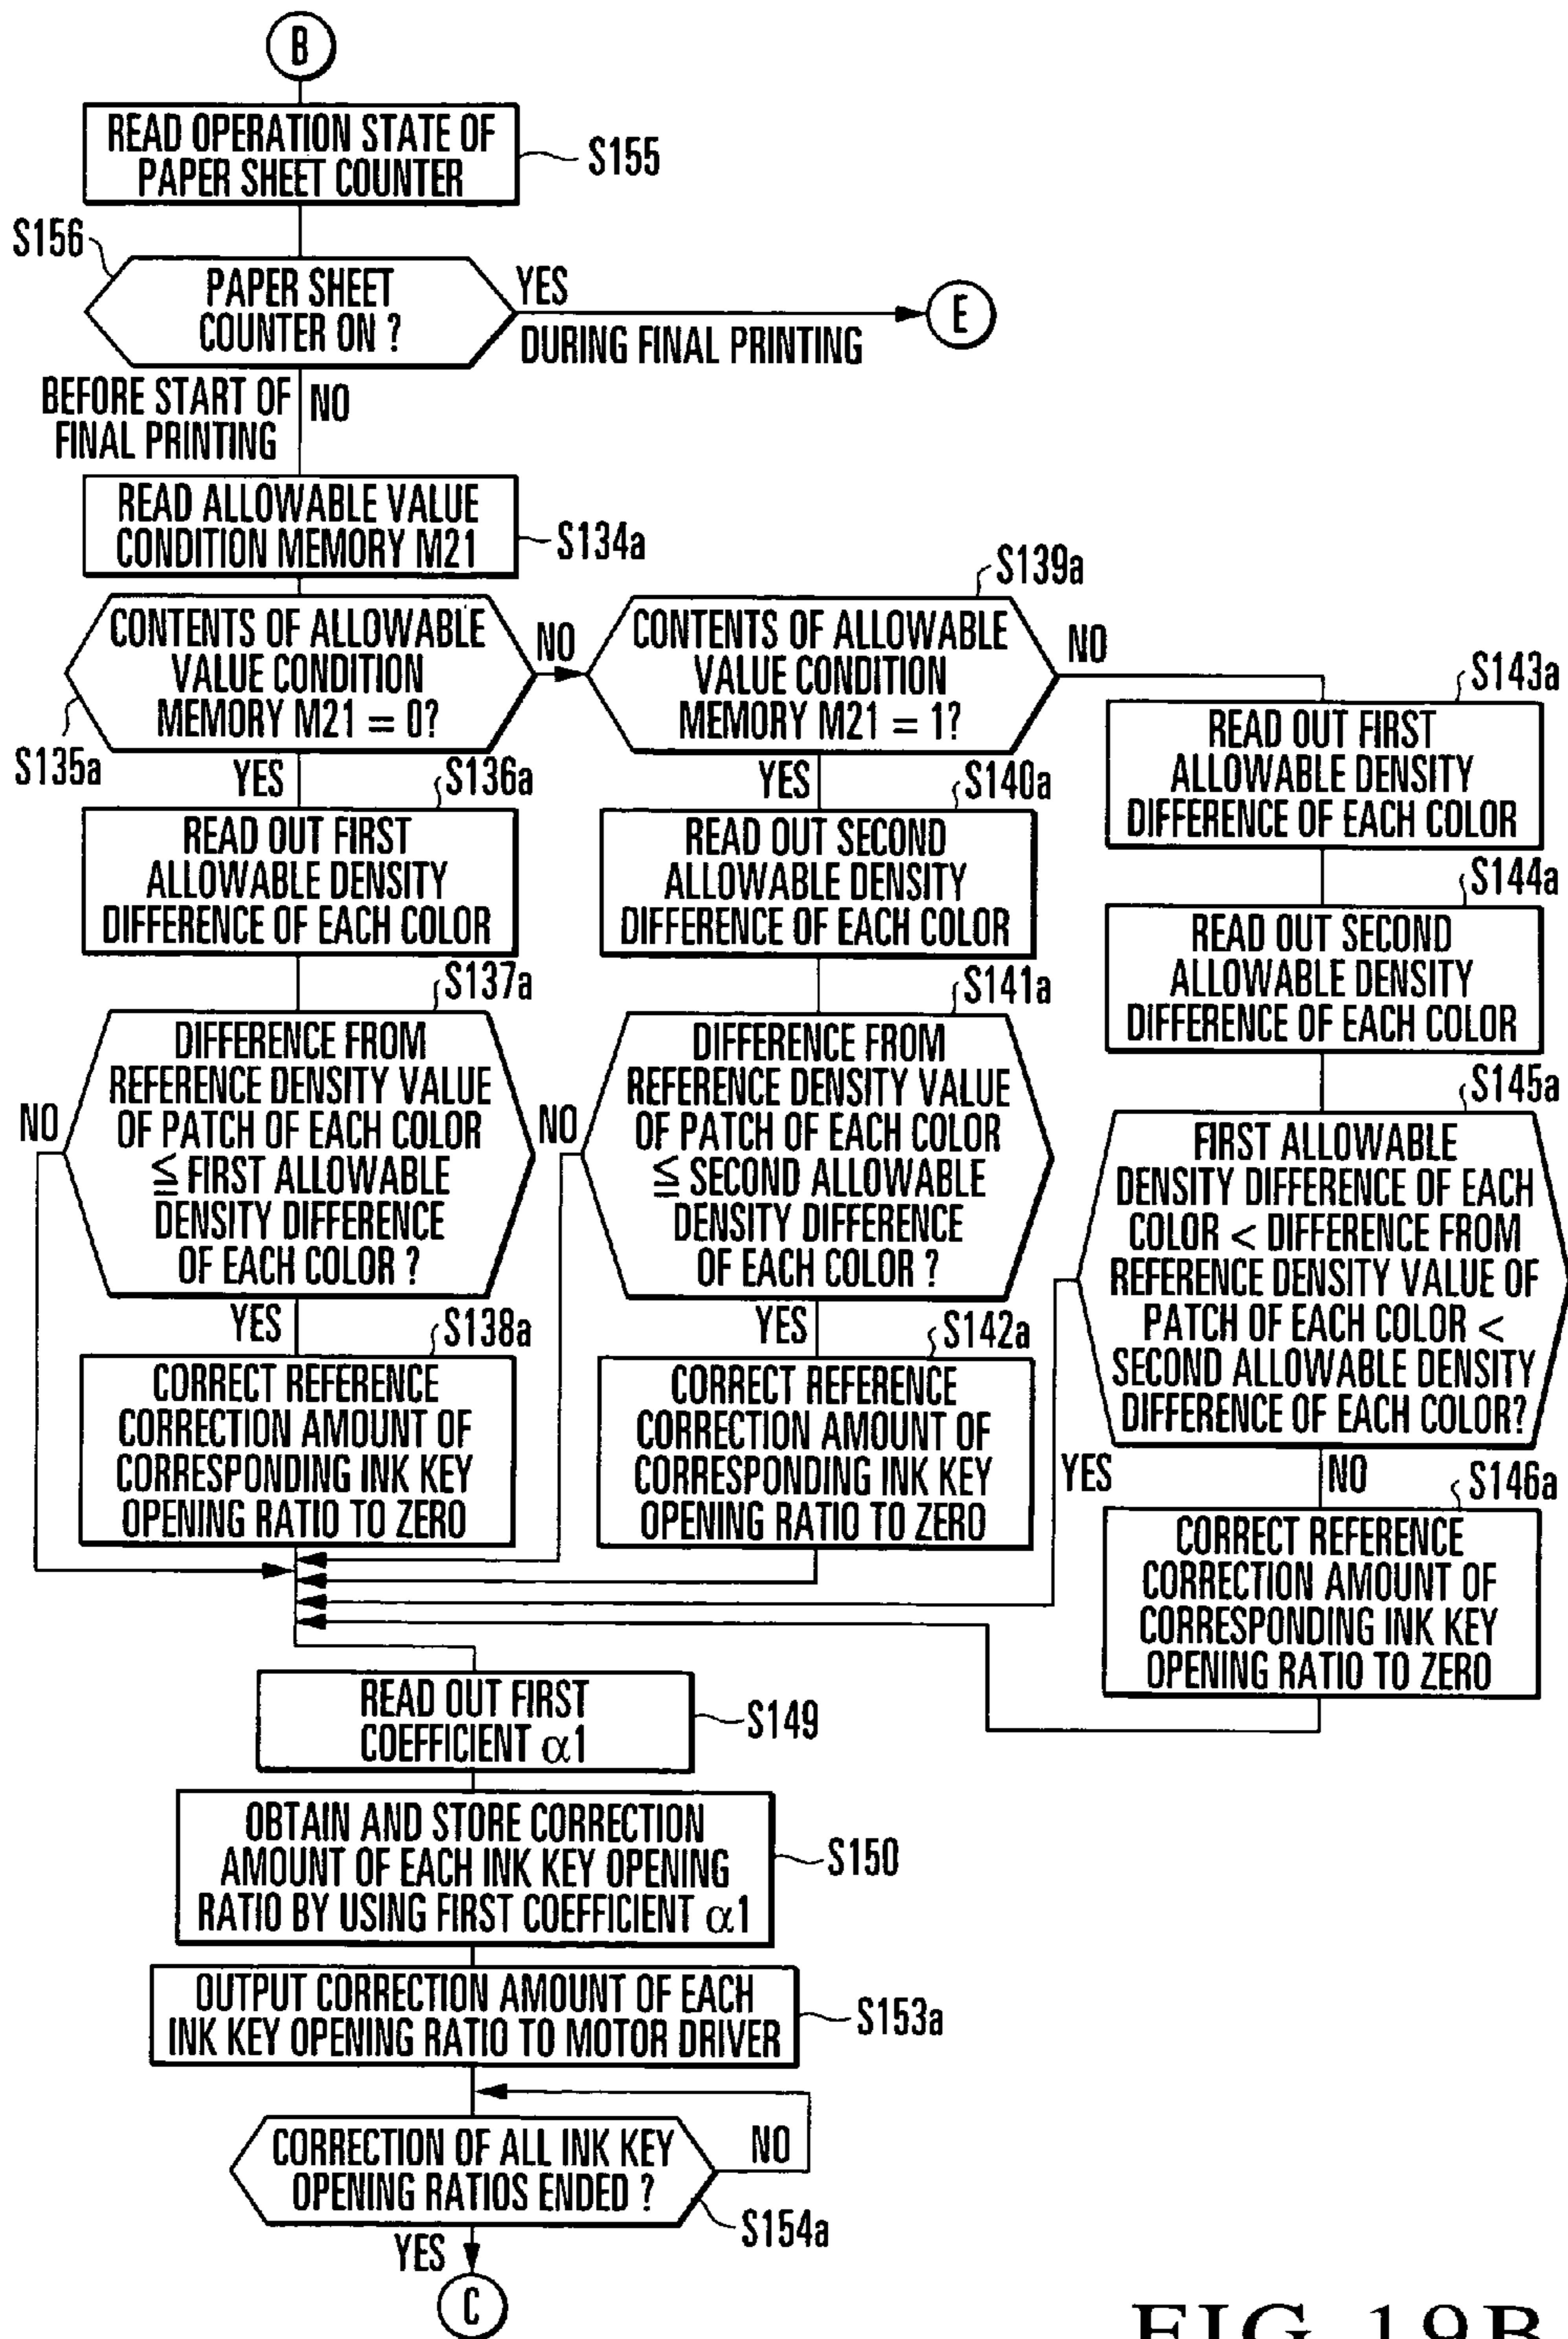 B
READ OPERATION STATE OF
PAPER SHEET COUNTER
S155
S156
PAPER SHEET
COUNTER ON ?
YES
DURING FINAL PRINTING
E
BEFORE START OF
FINAL PRINTING
NO
READ ALLOWABLE VALUE
CONDITION MEMORY M21
S134a
CONTENTS OF ALLOWABLE
VALUE CONDITION
MEMORY M21 = 0?
S135a
NO
S139a
CONTENTS OF ALLOWABLE
VALUE CONDITION
MEMORY M21 = 1?
NO
YES
S136a
READ OUT FIRST
ALLOWABLE DENSITY
DIFFERENCE OF EACH COLOR
YES
S140a
READ OUT SECOND
ALLOWABLE DENSITY
DIFFERENCE OF EACH COLOR
S143a
READ OUT FIRST
ALLOWABLE DENSITY
DIFFERENCE OF EACH COLOR
S144a
READ OUT SECOND
ALLOWABLE DENSITY
DIFFERENCE OF EACH COLOR
S137a
DIFFERENCE FROM
REFERENCE DENSITY VALUE
OF PATCH OF EACH COLOR
≦ FIRST ALLOWABLE
DENSITY DIFFERENCE
OF EACH COLOR ?
NO
S141a
DIFFERENCE FROM
REFERENCE DENSITY VALUE
OF PATCH OF EACH COLOR
≦ SECOND ALLOWABLE
DENSITY DIFFERENCE
OF EACH COLOR ?
NO
S145a
FIRST ALLOWABLE
DENSITY DIFFERENCE OF EACH
COLOR < DIFFERENCE FROM
REFERENCE DENSITY VALUE OF
PATCH OF EACH COLOR <
SECOND ALLOWABLE DENSITY
DIFFERENCE OF EACH COLOR?
YES
S138a
CORRECT REFERENCE
CORRECTION AMOUNT OF
CORRESPONDING INK KEY
OPENING RATIO TO ZERO
YES
S142a
CORRECT REFERENCE
CORRECTION AMOUNT OF
CORRESPONDING INK KEY
OPENING RATIO TO ZERO
YES
NO
S146a
CORRECT REFERENCE
CORRECTION AMOUNT OF
CORRESPONDING INK KEY
OPENING RATIO TO ZERO
READ OUT FIRST
COEFFICIENT α1
S149
OBTAIN AND STORE CORRECTION
AMOUNT OF EACH INK KEY OPENING
RATIO BY USING FIRST COEFFICIENT α1
S150
OUTPUT CORRECTION AMOUNT OF EACH
INK KEY OPENING RATIO TO MOTOR DRIVER
S153a
CORRECTION OF ALL INK KEY
OPENING RATIOS ENDED ?
NO
S154a
YES
C
FIG. 19B